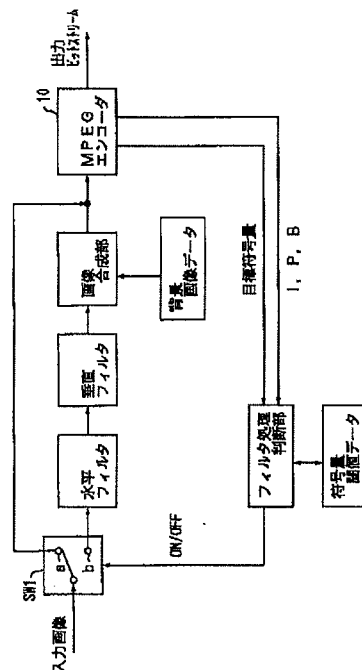 入力画像
SW1
a
b
水平フィルタ
垂直フィルタ
画像
合成部
背景
画像データ
10
MPEG
エンコーダ
出力
ビットストリーム
目標符号量
I, P, B
ON/OFF
フィルタ処理
判断部
符号量
閾値データ